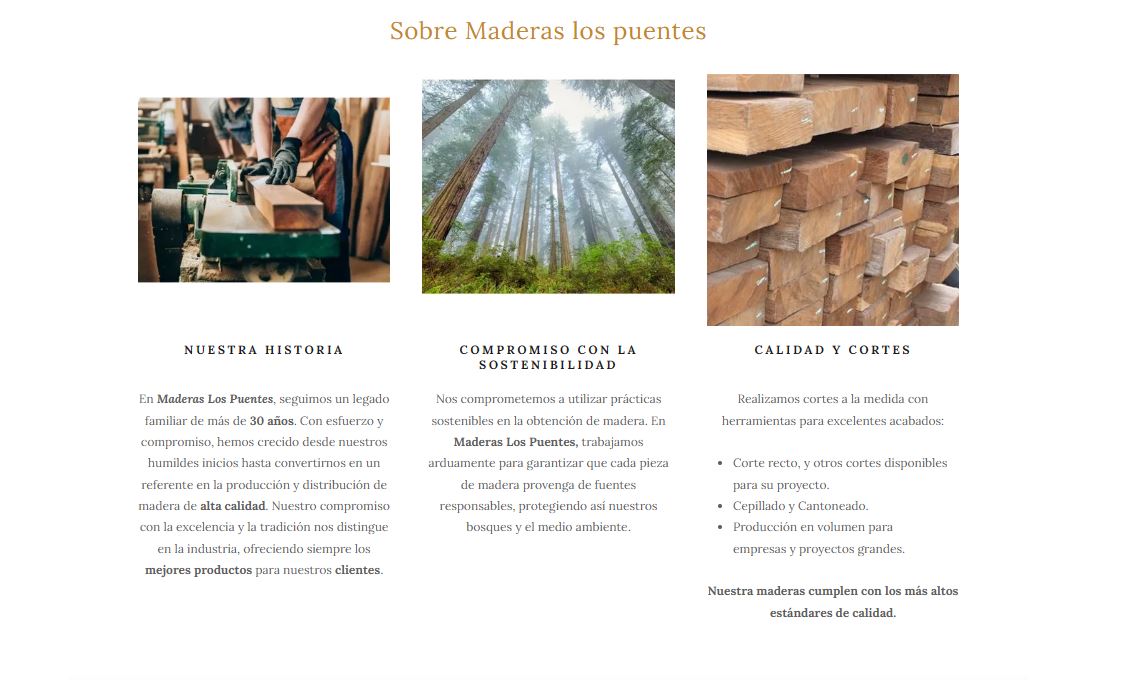 Sobre Maderas los puentes
NUESTRA HISTORIA
En Maderas Los Puentes, seguimos un legado
familiar de más de 30 años. Con esfuerzo y
compromiso, hemos crecido desde nuestros
humildes inicios hasta convertirnos en un
referente en la producción y distribución de
madera de alta calidad. Nuestro compromiso
con la excelencia y la tradición nos distingue
en la industria, ofreciendo siempre los
mejores productos para nuestros clientes.
COMPROMISO CON LA
SOSTENIBILIDAD
Nos comprometemos a utilizar prácticas
sostenibles en la obtención de madera. En
Maderas Los Puentes, trabajamos
arduamente para garantizar que cada pieza
de madera provenga de fuentes
responsables, protegiendo así nuestros
bosques y el medio ambiente.
CALIDAD Y CORTES
Realizamos cortes a la medida con
herramientas para excelentes acabados:
• Corte recto, y otros cortes disponibles
para su proyecto.
• Cepillado y Cantoneado.
• Producción en volumen para
empresas y proyectos grandes.
Nuestra maderas cumplen con los más altos
estándares de calidad.